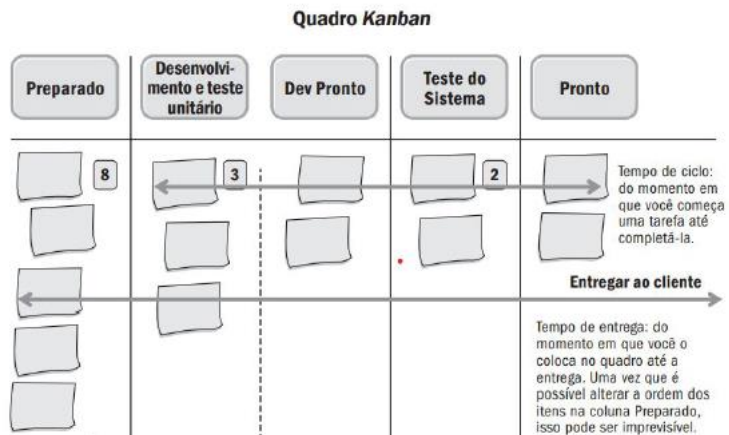 Quadro Kanban
Preparado
Desenvolvi-
mento e teste
unitário
Dev Pronto
Teste do
Sistema
Pronto
8
3
2
Tempo de ciclo:
do momento em
que você começa
uma tarefa até
completá-la.
Entregar ao cliente
Tempo de entrega: do
momento em que você o
coloca no quadro até a
entrega. Uma vez que é
possível alterar a ordem dos
itens na coluna Preparado,
isso pode ser imprevisível.